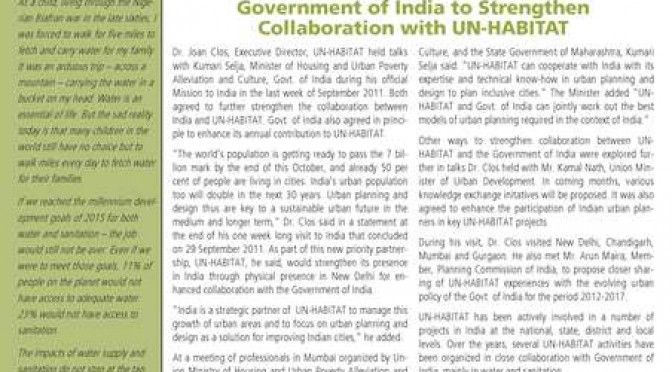 As a child, living through the Nige-
rian Biafran war in the late sixties, I
was forced to walk for five miles to
fetch and carry water for my family
It was an arduous trip – across a
mountain – carrying the water in a
bucket on my head. Water is an
essential of life. But the sad reality
today is that many children in the
world still have no choice but to
walk miles every day to fetch water
for their families.
If we reached the millennium devel-
opment goals of 2015 for both
water and sanitation – the job
would still not be over. Even if we
were to meet those goals, 11% of
people on the planet would not
have access to adequate water.
23% would not have access to
sanitation.
The impacts of water supply and
sanitation do not stop at the tap
Government of India to Strengthen
Collaboration with UN-HABITAT
Dr. Joan Clos, Executive Director, UN-HABITAT held talks
with Kumari Selja, Minister of Housing and Urban Poverty
Alleviation and Culture, Govt. of India during his official
Mission to India in the last week of September 2011. Both
agreed to further strengthen the collaboration between
India and UN-HABITAT. Govt. of India also agreed in princi-
ple to enhance its annual contribution to UN-HABITAT.
"The world's population is getting ready to pass the 7 bil-
lion mark by the end of this October, and already 50 per
cent of people are living in cities. India's urban population
too will double in the next 30 years. Urban planning and
design thus are key to a sustainable urban future in the
medium and longer term," Dr. Clos said in a statement at
the end of his one week long visit to India that concluded
on 29 September 2011. As part of this new priority partner-
ship, UN-HABITAT, he said, would strengthen its presence
in India through physical presence in New Delhi for en-
hanced collaboration with the Government of India.
"India is a strategic partner of UN-HABITAT to manage this
growth of urban areas and to focus on urban planning and
design as a solution for improving Indian cities," he added.
At a meeting of professionals in Mumbai organized by Un-
ion Ministry of Housing and Urban Poverty Alleviation and
Culture, and the State Government of Maharashtra, Kumari
Selja said: "UN-HABITAT can cooperate with India with its
expertise and technical know-how in urban planning and
design to plan inclusive cities." The Minister added "UN-
HABITAT and Govt. of India can jointly work out the best
models of urban planning required in the context of India."
Other ways to strengthen collaboration between UN-
HABITAT and the Government of India were explored fur-
ther in talks Dr. Clos held with Mr. Kamal Nath, Union Min-
ister of Urban Development. In coming months, various
knowledge exchange initiatives will be proposed. It was also
agreed to enhance the participation of Indian urban plan-
ners in key UN-HABITAT projects.
During his visit, Dr. Clos visited New Delhi, Chandigarh,
Mumbai and Gurgaon. He also met Mr. Arun Maira, Mem-
ber, Planning Commission of India, to propose closer shar-
ing of UN-HABITAT experiences with the evolving urban
policy of the Govt. of India for the period 2012-2017.
UN-HABITAT has been actively involved in a number of
projects in India at the national, state, district and local
levels. Over the years, several UN-HABITAT activities have
been organized in close collaboration with Government of
India, mainly in water and sanitation.